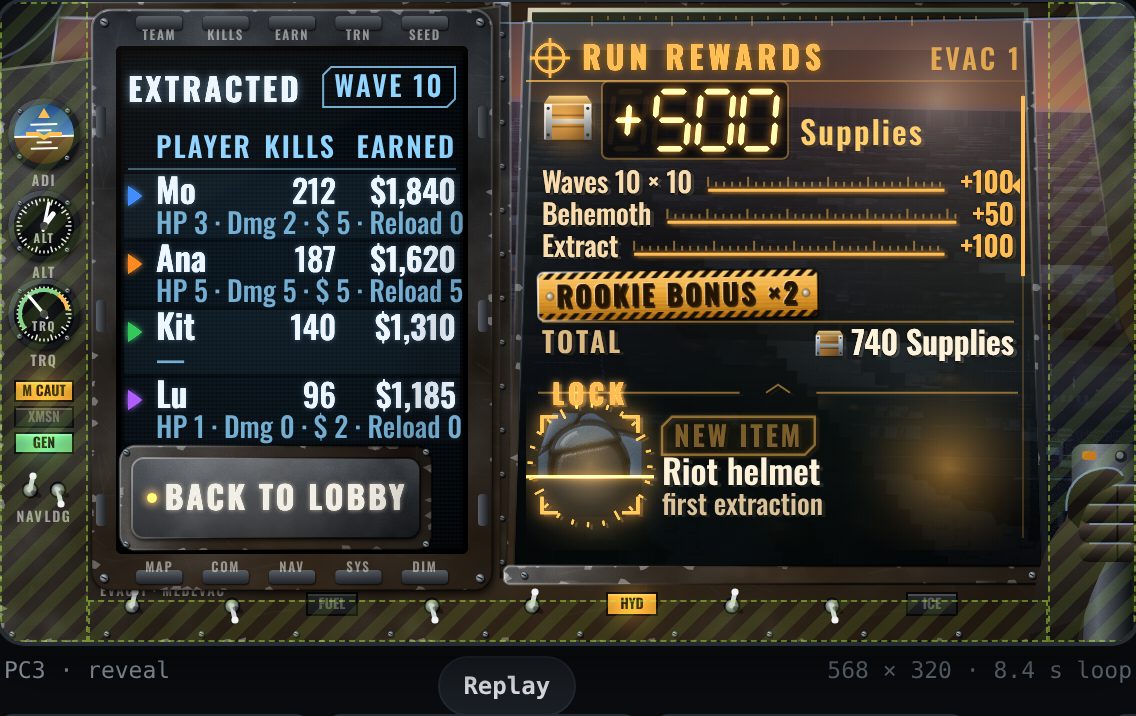 TEAM KILLS EARN TRN SEED
EXTRACTED WAVE 10
PLAYER KILLS EARNED
Mo 212 $1,840
HP 3 · Dmg 2 · $ 5 · Reload 0
Ana 187 $1,620
HP 5 · Dmg 5 · $ 5 · Reload 5
Kit 140 $1,310
—
Lu 96 $1,185
HP 1 · Dmg 0 · $ 2 · Reload 0
BACK TO LOBBY
MAP COM NAV SYS DIM
ADI
ALT
ALT
TRQ
TRQ
M CAUT
XMSN
GEN
NAV LDG
RUN REWARDS EVAC 1
+500 Supplies
Waves 10 × 10 +100
Behemoth +50
Extract +100
ROOKIE BONUS ×2
TOTAL 740 Supplies
LOCK
NEW ITEM
Riot helmet
first extraction
FUEL HYD ICE
PC3 · reveal
Replay
568 × 320 · 8.4 s loop